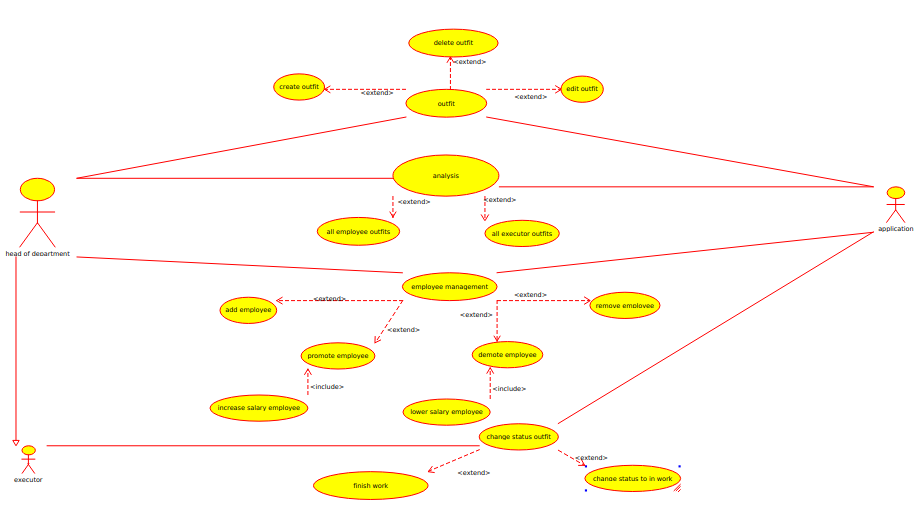 delete outfit
<extend>
create outfit
<extend>
<extend>
edit outfit
outfit
analysis
<extend>
<extend>
all employee outfits
all executor outfits
head of department
application
employee management
<extend>
<extend>
add employee
remove employee
<extend>
<extend>
promote employee
demote employee
<include>
<include>
increase salary employee
lower salary employee
change status outfit
<extend>
<extend>
executor
finish work
change status to in work